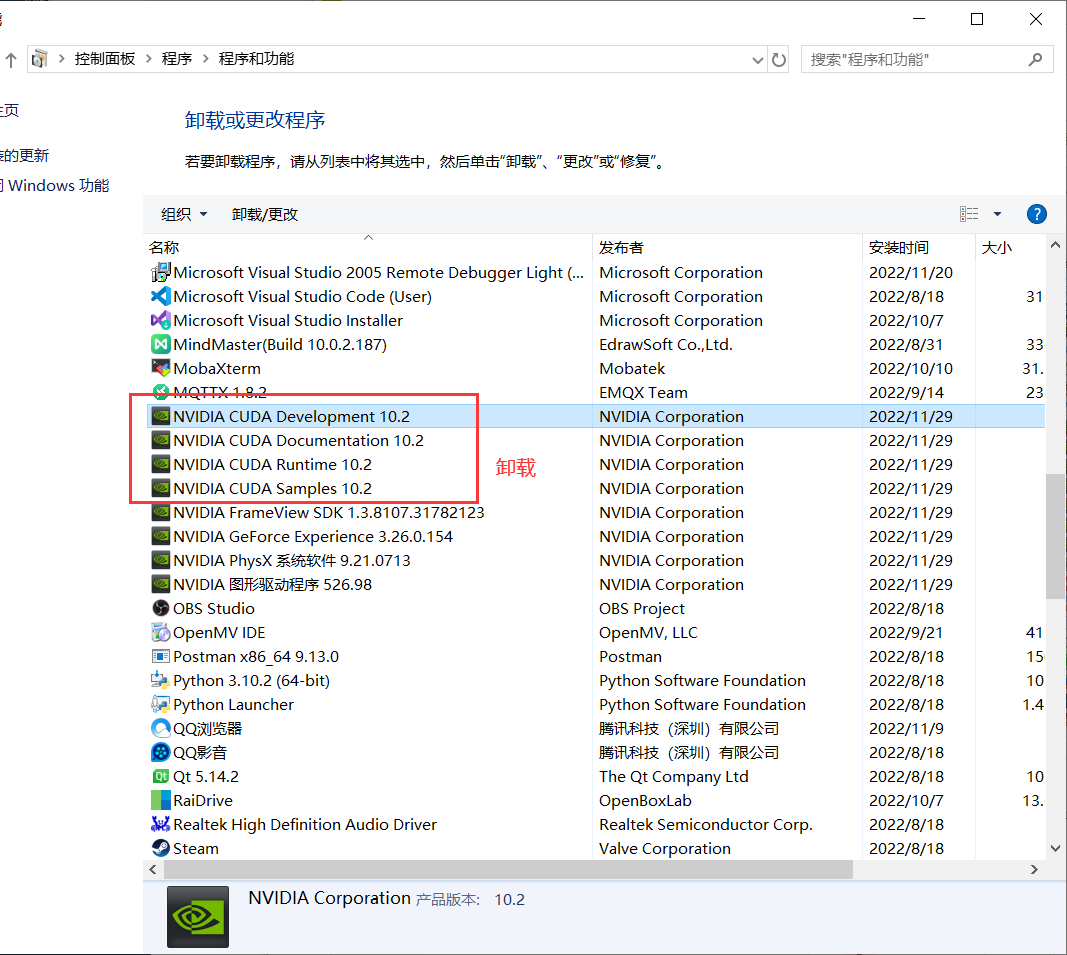 控制面板 程序 程序和功能
搜索"程序和功能"
主页
卸载或更改程序
装的更新
若要卸载程序，请从列表中将其选中，然后单击“卸载”、“更改”或“修复”。
Windows 功能
组织 卸载/更改
名称 发布者 安装时间 大小
Microsoft Visual Studio 2005 Remote Debugger Light (... Microsoft Corporation 2022/11/20
Microsoft Visual Studio Code (User) Microsoft Corporation 2022/8/18 31
Microsoft Visual Studio Installer Microsoft Corporation 2022/10/7
MindMaster(Build 10.0.2.187) EdrawSoft Co.,Ltd. 2022/8/31 33
MobaXterm Mobatek 2022/10/10 31.
MQTTX 1.8.2 EMQX Team 2022/9/14 23
NVIDIA CUDA Development 10.2 NVIDIA Corporation 2022/11/29
NVIDIA CUDA Documentation 10.2 NVIDIA Corporation 2022/11/29
NVIDIA CUDA Runtime 10.2 NVIDIA Corporation 2022/11/29
卸载
NVIDIA CUDA Samples 10.2 NVIDIA Corporation 2022/11/29
NVIDIA FrameView SDK 1.3.8107.31782123 NVIDIA Corporation 2022/11/29
NVIDIA GeForce Experience 3.26.0.154 NVIDIA Corporation 2022/11/29
NVIDIA PhysX 系统软件 9.21.0713 NVIDIA Corporation 2022/11/29
NVIDIA 图形驱动程序 526.98 NVIDIA Corporation 2022/11/29
OBS Studio OBS Project 2022/8/18
OpenMV IDE OpenMV, LLC 2022/9/21 41
Postman x86_64 9.13.0 Postman 2022/8/18 15
Python 3.10.2 (64-bit) Python Software Foundation 2022/8/18 10
Python Launcher Python Software Foundation 2022/8/18 1.4
QQ浏览器 腾讯科技（深圳）有限公司 2022/11/9
QQ影音 腾讯科技（深圳）有限公司 2022/8/18
Qt 5.14.2 The Qt Company Ltd 2022/8/18 10
RaiDrive OpenBoxLab 2022/10/7 13.
Realtek High Definition Audio Driver Realtek Semiconductor Corp. 2022/8/18
Steam Valve Corporation 2022/8/18
NVIDIA Corporation 产品版本: 10.2